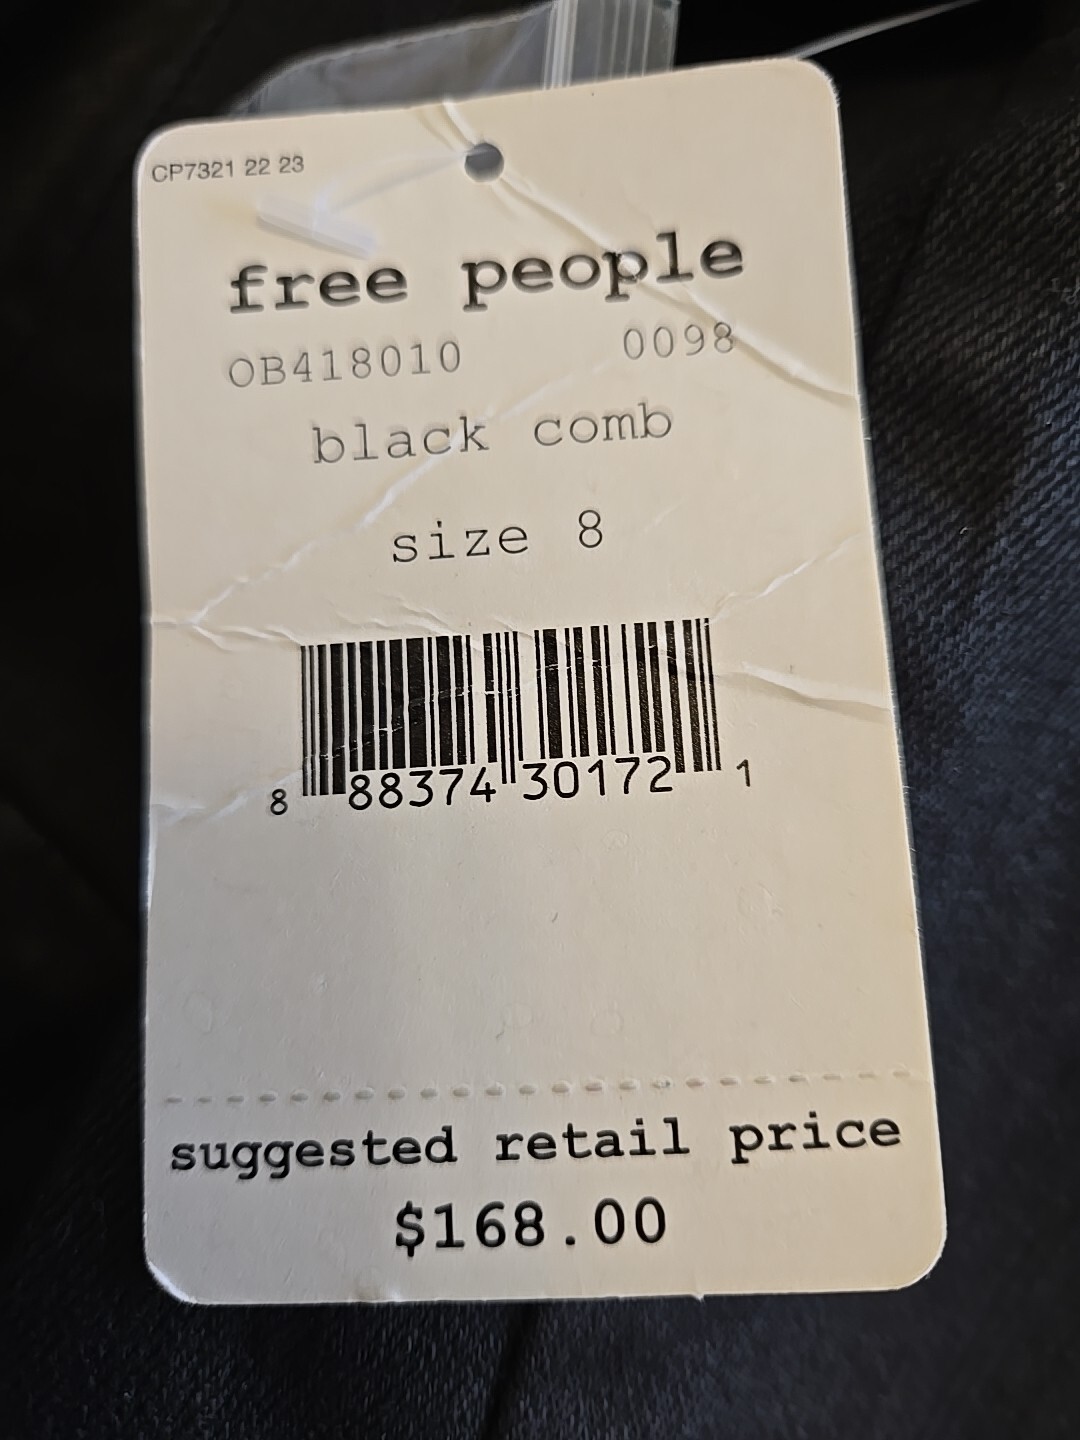 CP7321 22 23
free people
OB418010 0098
black comb
size 8
8 88374 30172 1
suggested retail price
$168.00